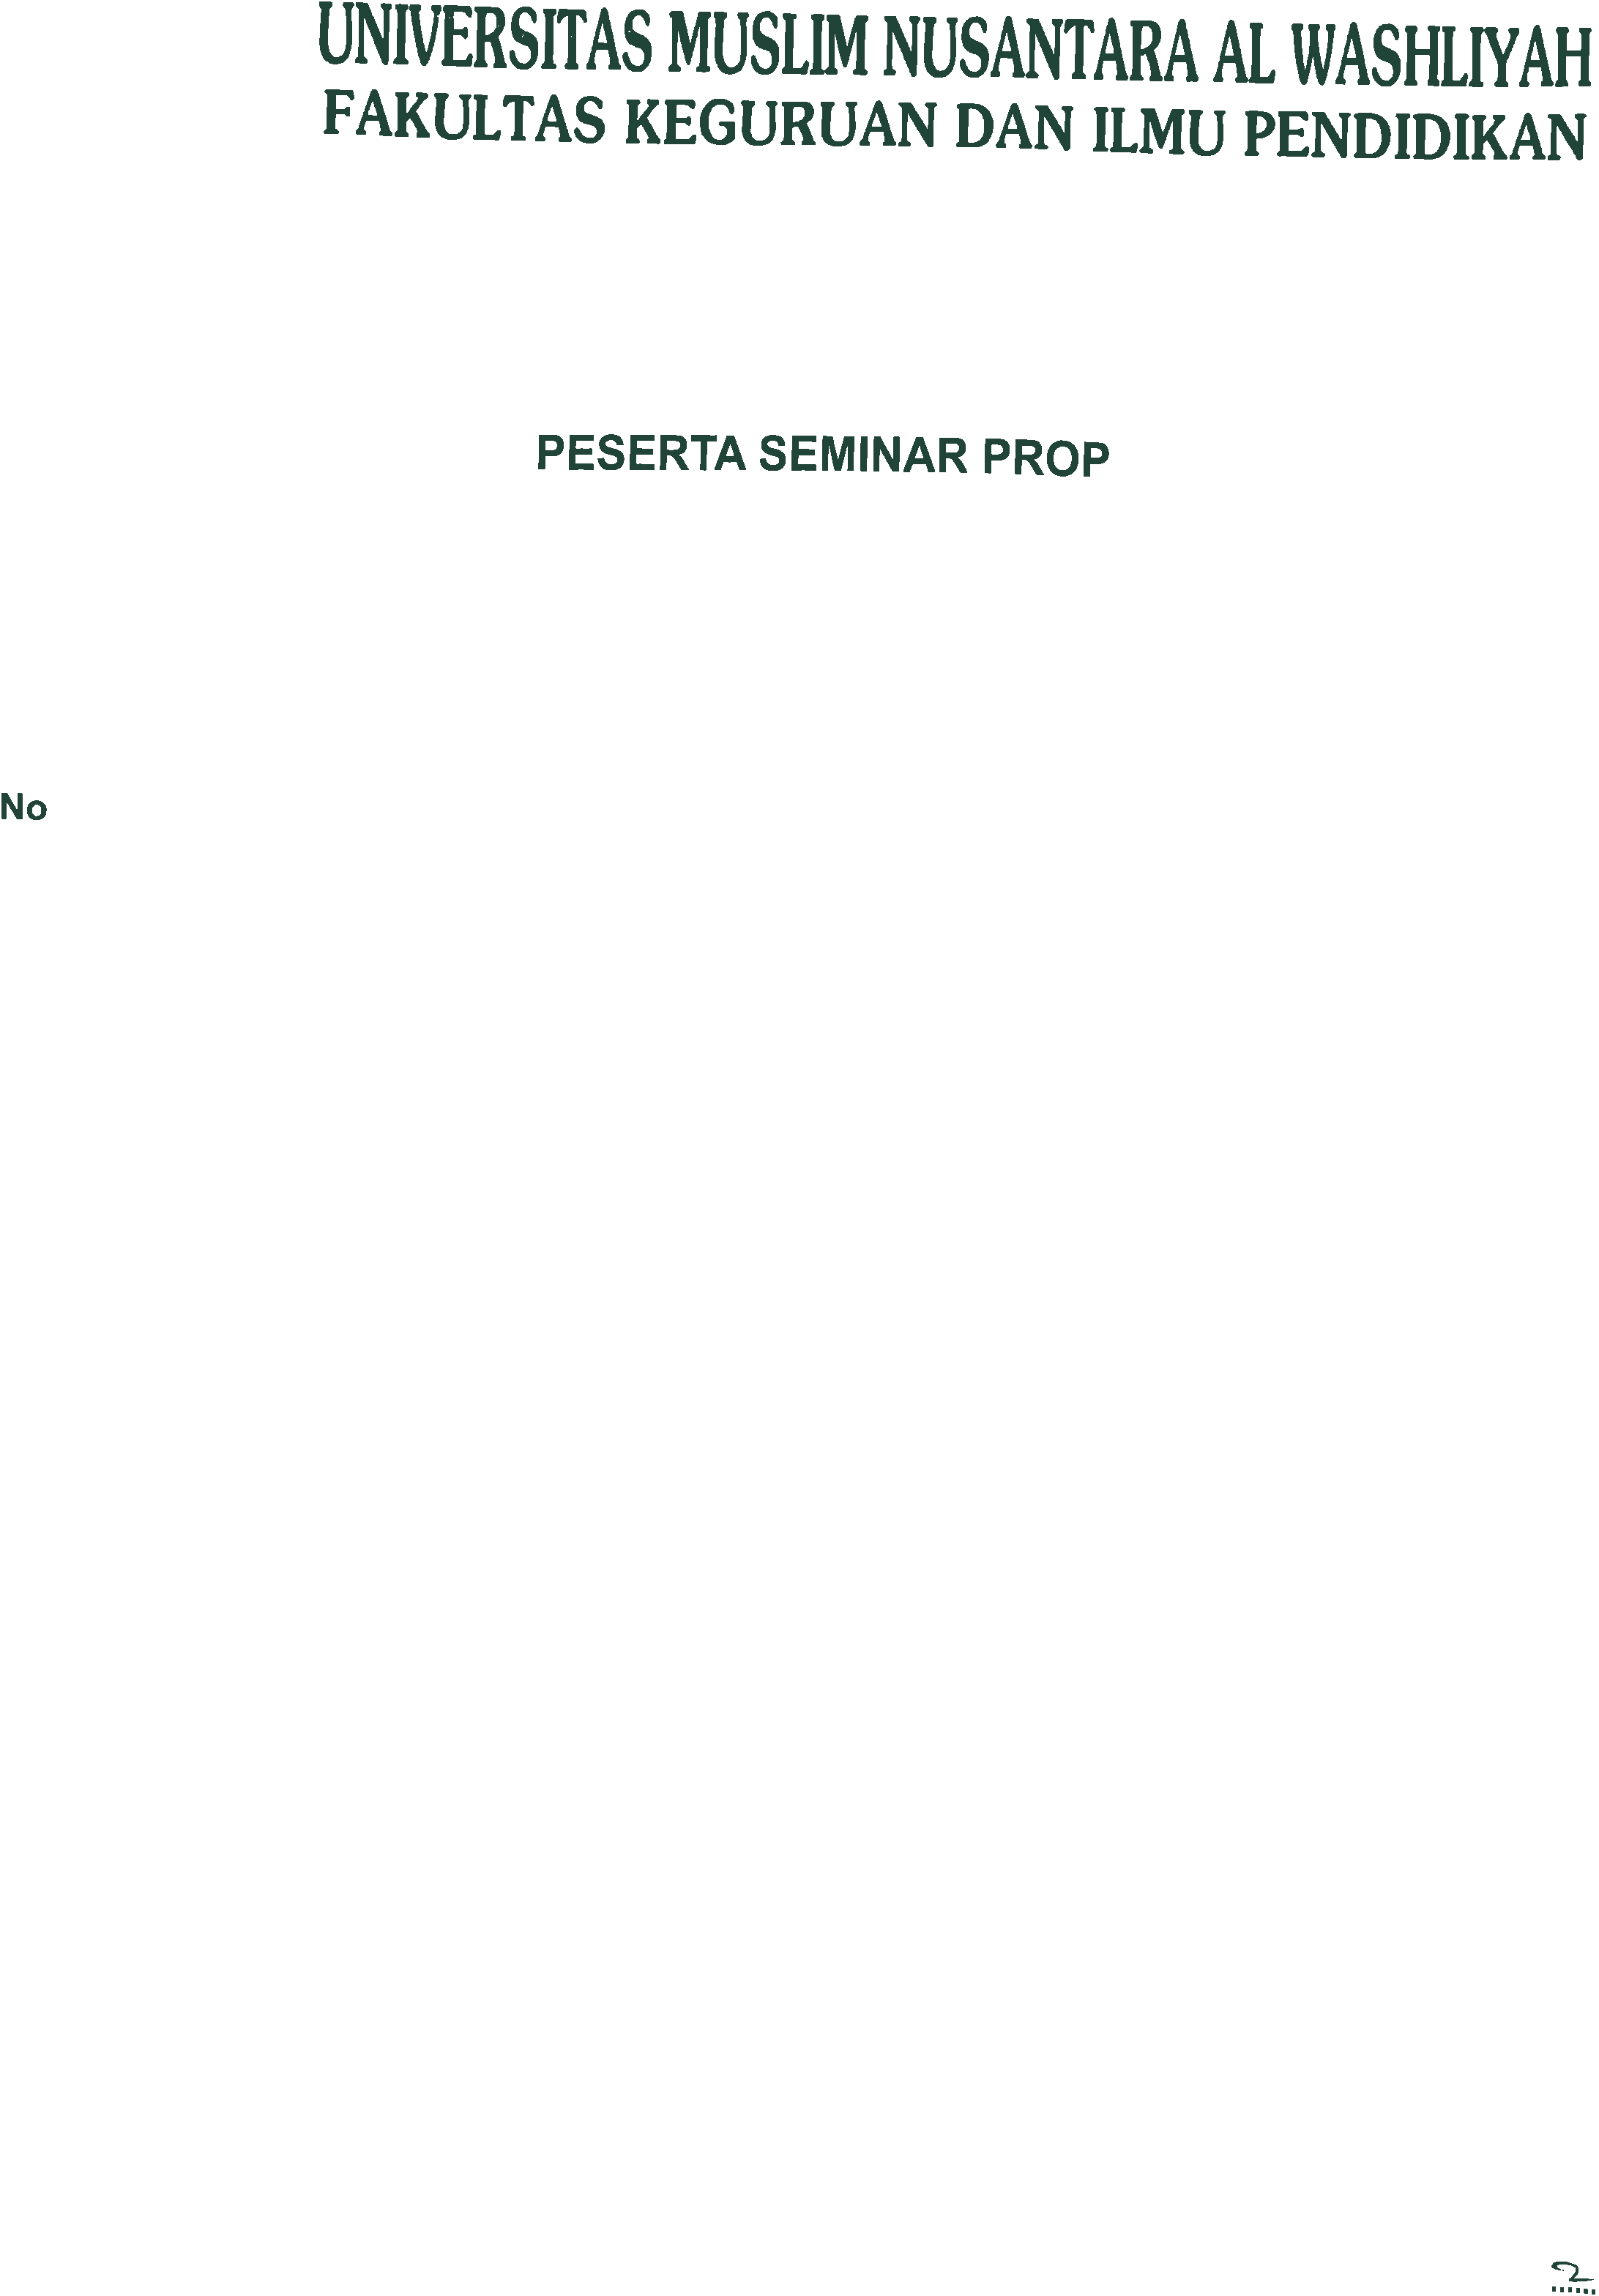 UNIVERSITAS MUSLIM NUSANTARA AL WASHLIYAH
FAKULTAS KEGURUAN DAN ILMU PENDIDIKAN
PESERTA SEMINAR PROP
No